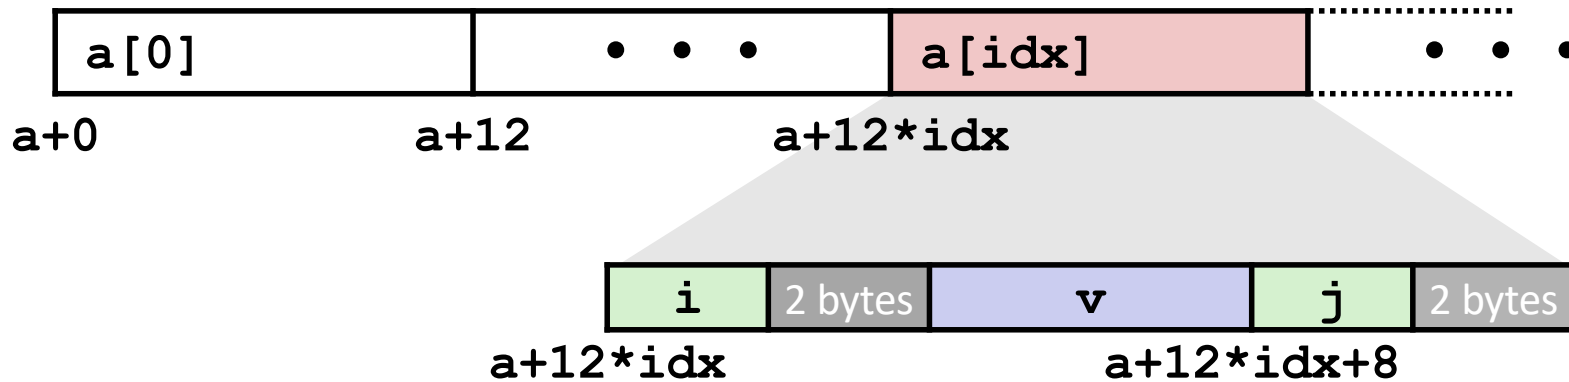 a[0] • • • a[idx] • • •
a+0 a+12 a+12*idx
i 2 bytes v j 2 bytes
a+12*idx a+12*idx+8